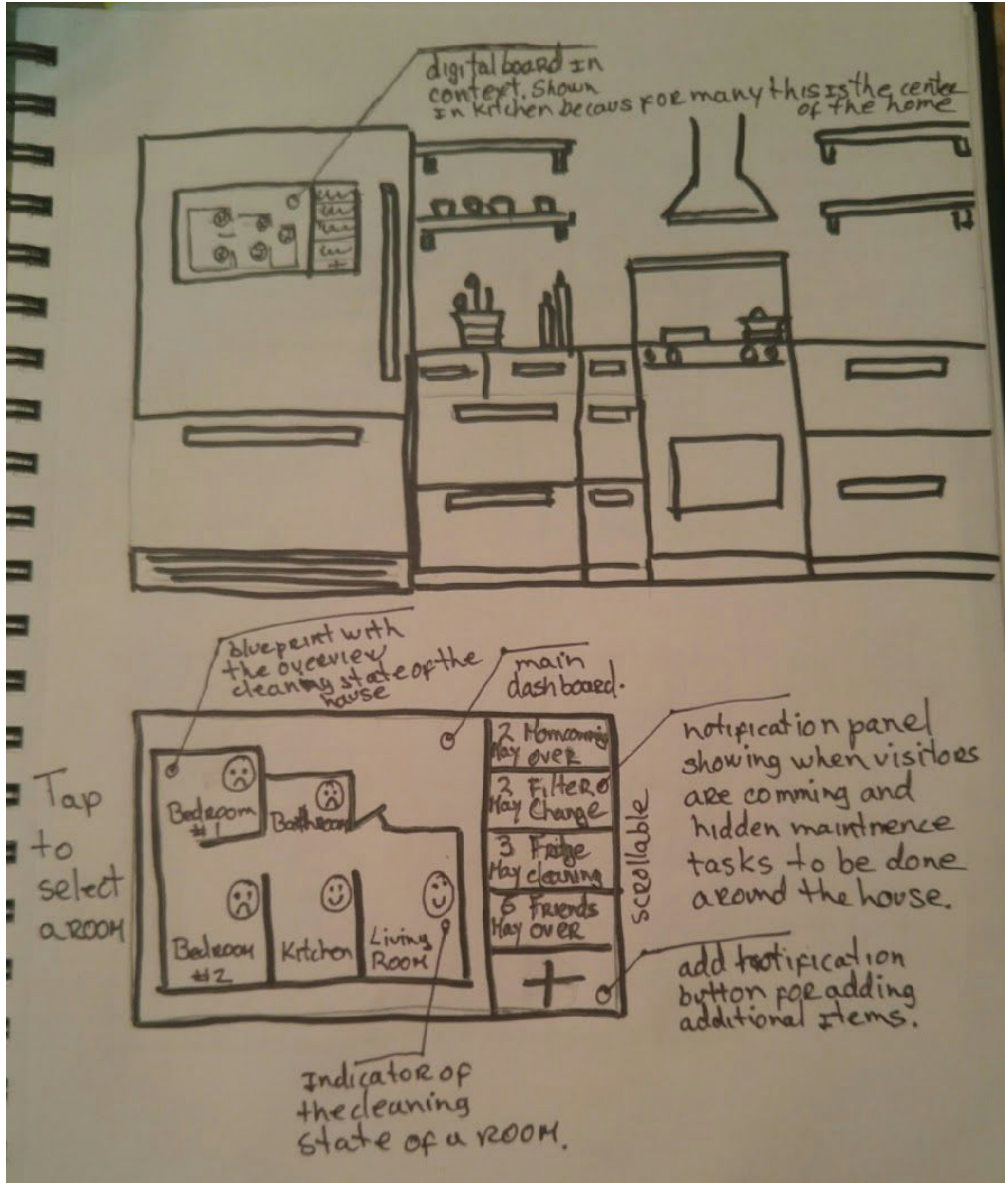 digital board in
context. Shown
in kitchen becaus for many this is the center
of the home
blueprint with
the overview
cleaning state of the
house
main
dashboard.
Tap
to
select
a room
Bedroom
#1
Bathroom
Bedroom
#2
Kitchen
Living
Room
2
May over
2 Filter
May Change
3 Fridge
May cleaning
6 Friends
May over
+
scrollable
notification panel
showing when visitors
are comming and
hidden maintnence
tasks to be done
around the house.
add notification
button for adding
additional items.
Indicator of
the cleaning
state of a room.